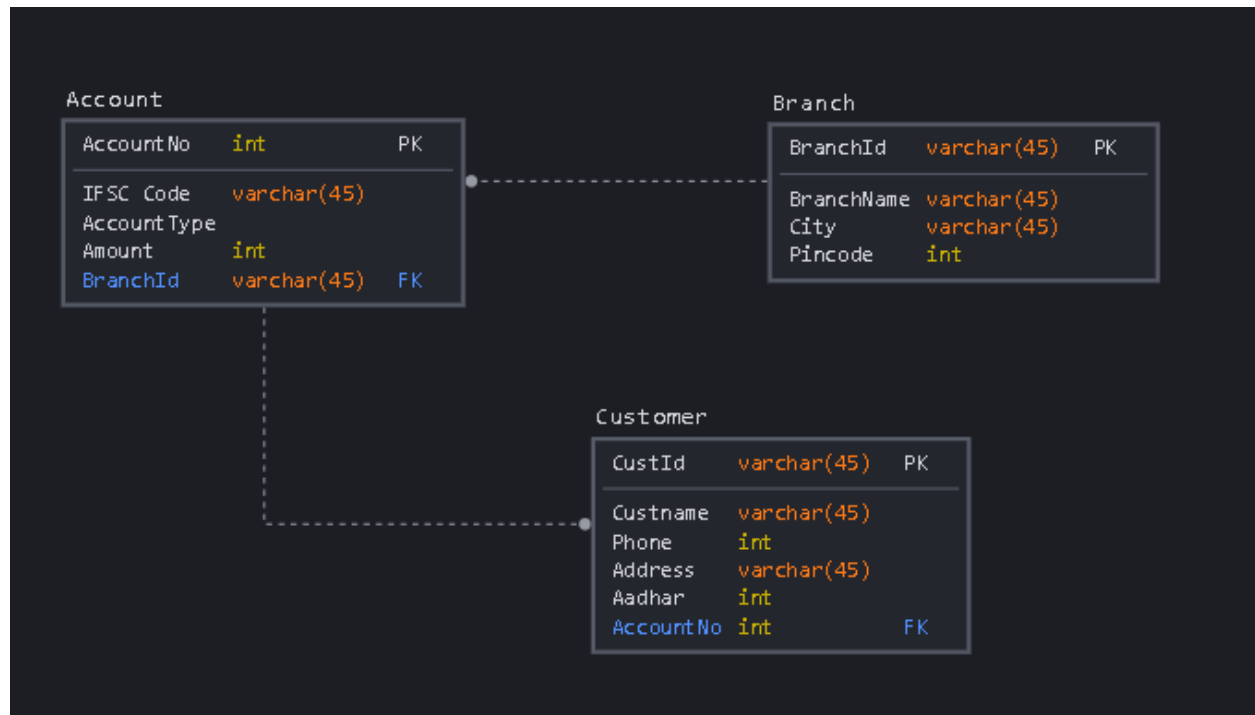 Account
AccountNo int PK
IFSC Code varchar(45)
AccountType
Amount int
BranchId varchar(45) FK
Branch
BranchId varchar(45) PK
BranchName varchar(45)
City varchar(45)
Pincode int
Customer
CustId varchar(45) PK
Custname varchar(45)
Phone int
Address varchar(45)
Aadhar int
AccountNo int FK